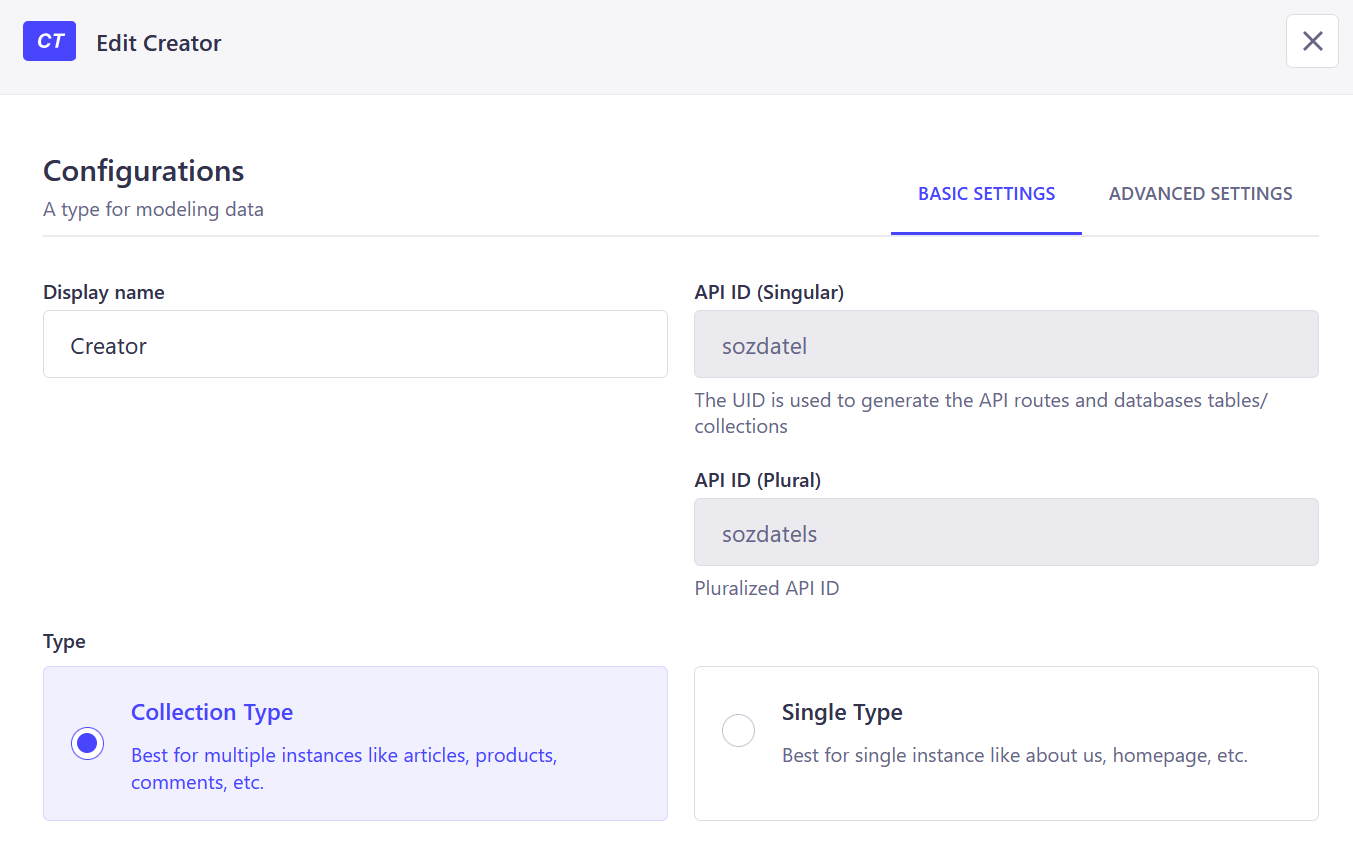 CT Edit Creator
Configurations
A type for modeling data
BASIC SETTINGS ADVANCED SETTINGS
Display name
Creator
API ID (Singular)
sozdatel
The UID is used to generate the API routes and databases tables/
collections
API ID (Plural)
sozdatels
Pluralized API ID
Type
Collection Type
Best for multiple instances like articles, products,
comments, etc.
Single Type
Best for single instance like about us, homepage, etc.